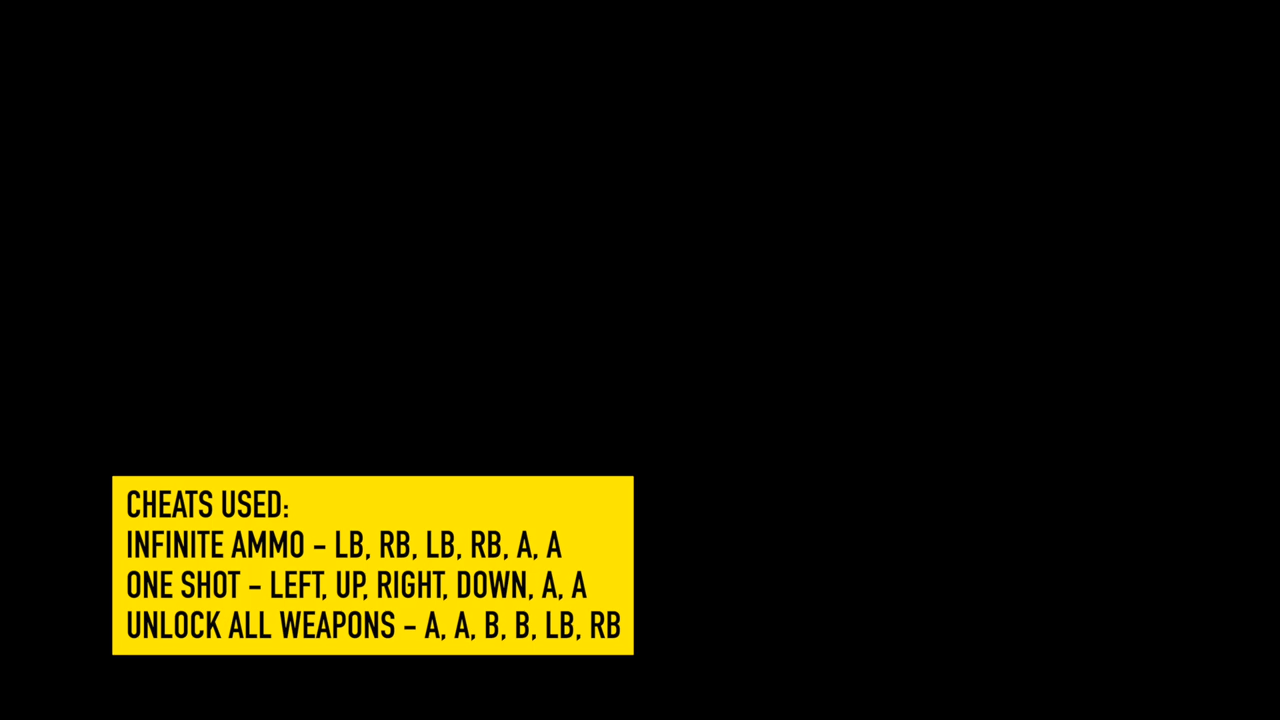 CHEATS USED:
INFINITE AMMO - LB, RB, LB, RB, A, A
ONE SHOT - LEFT, UP, RIGHT, DOWN, A, A
UNLOCK ALL WEAPONS - A, A, B, B, LB, RB